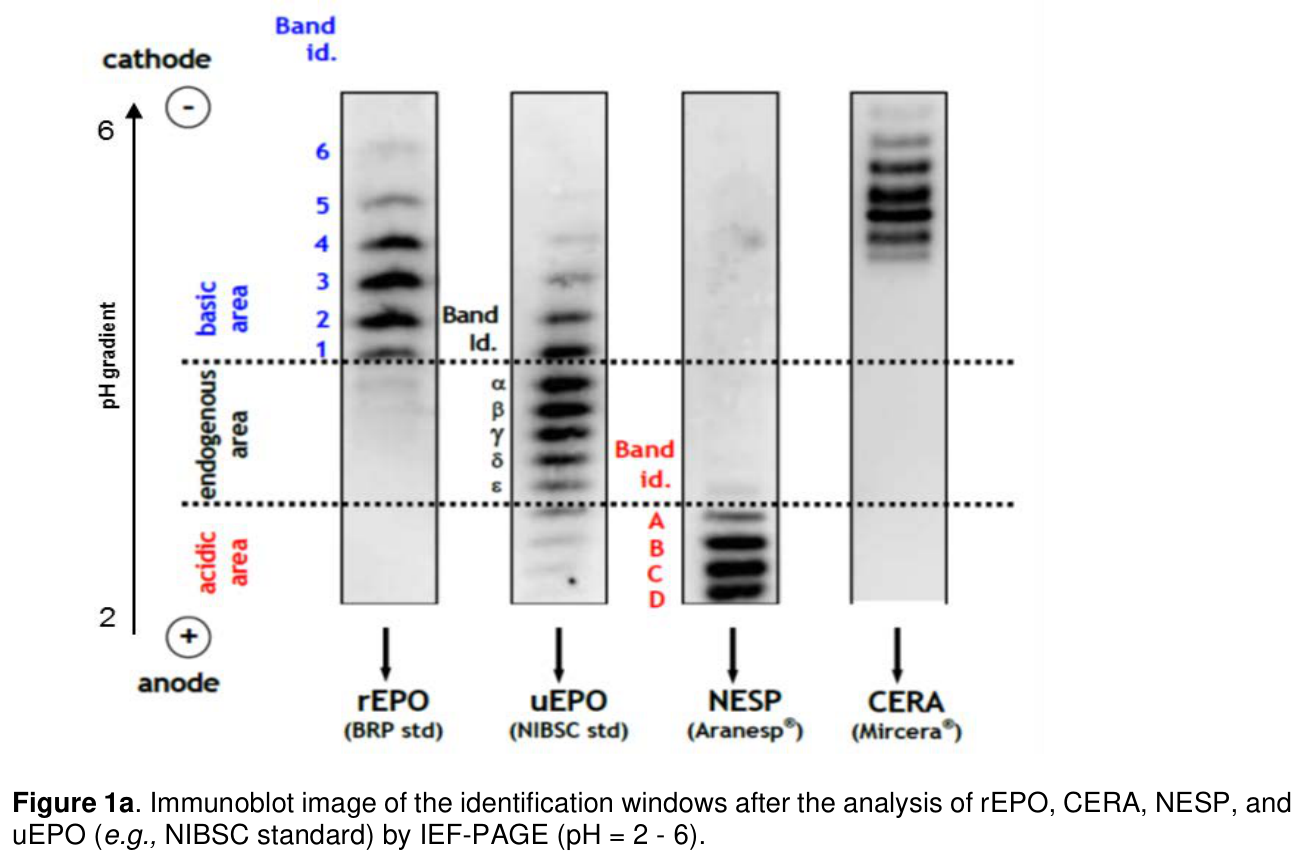 Band
id.
cathode
-
6
6
5
4
3
2
1
basic
area
Band
Id.
pH gradient
endogenous
area
α
β
γ
δ
ε
Band
id.
acidic
area
A
B
C
D
2
+
anode
rEPO
(BRP std)
uEPO
(NIBSC std)
NESP
(Aranesp®)
CERA
(Mircera®)
Figure 1a. Immunoblot image of the identification windows after the analysis of rEPO, CERA, NESP, and
uEPO (e.g., NIBSC standard) by IEF-PAGE (pH = 2 - 6).